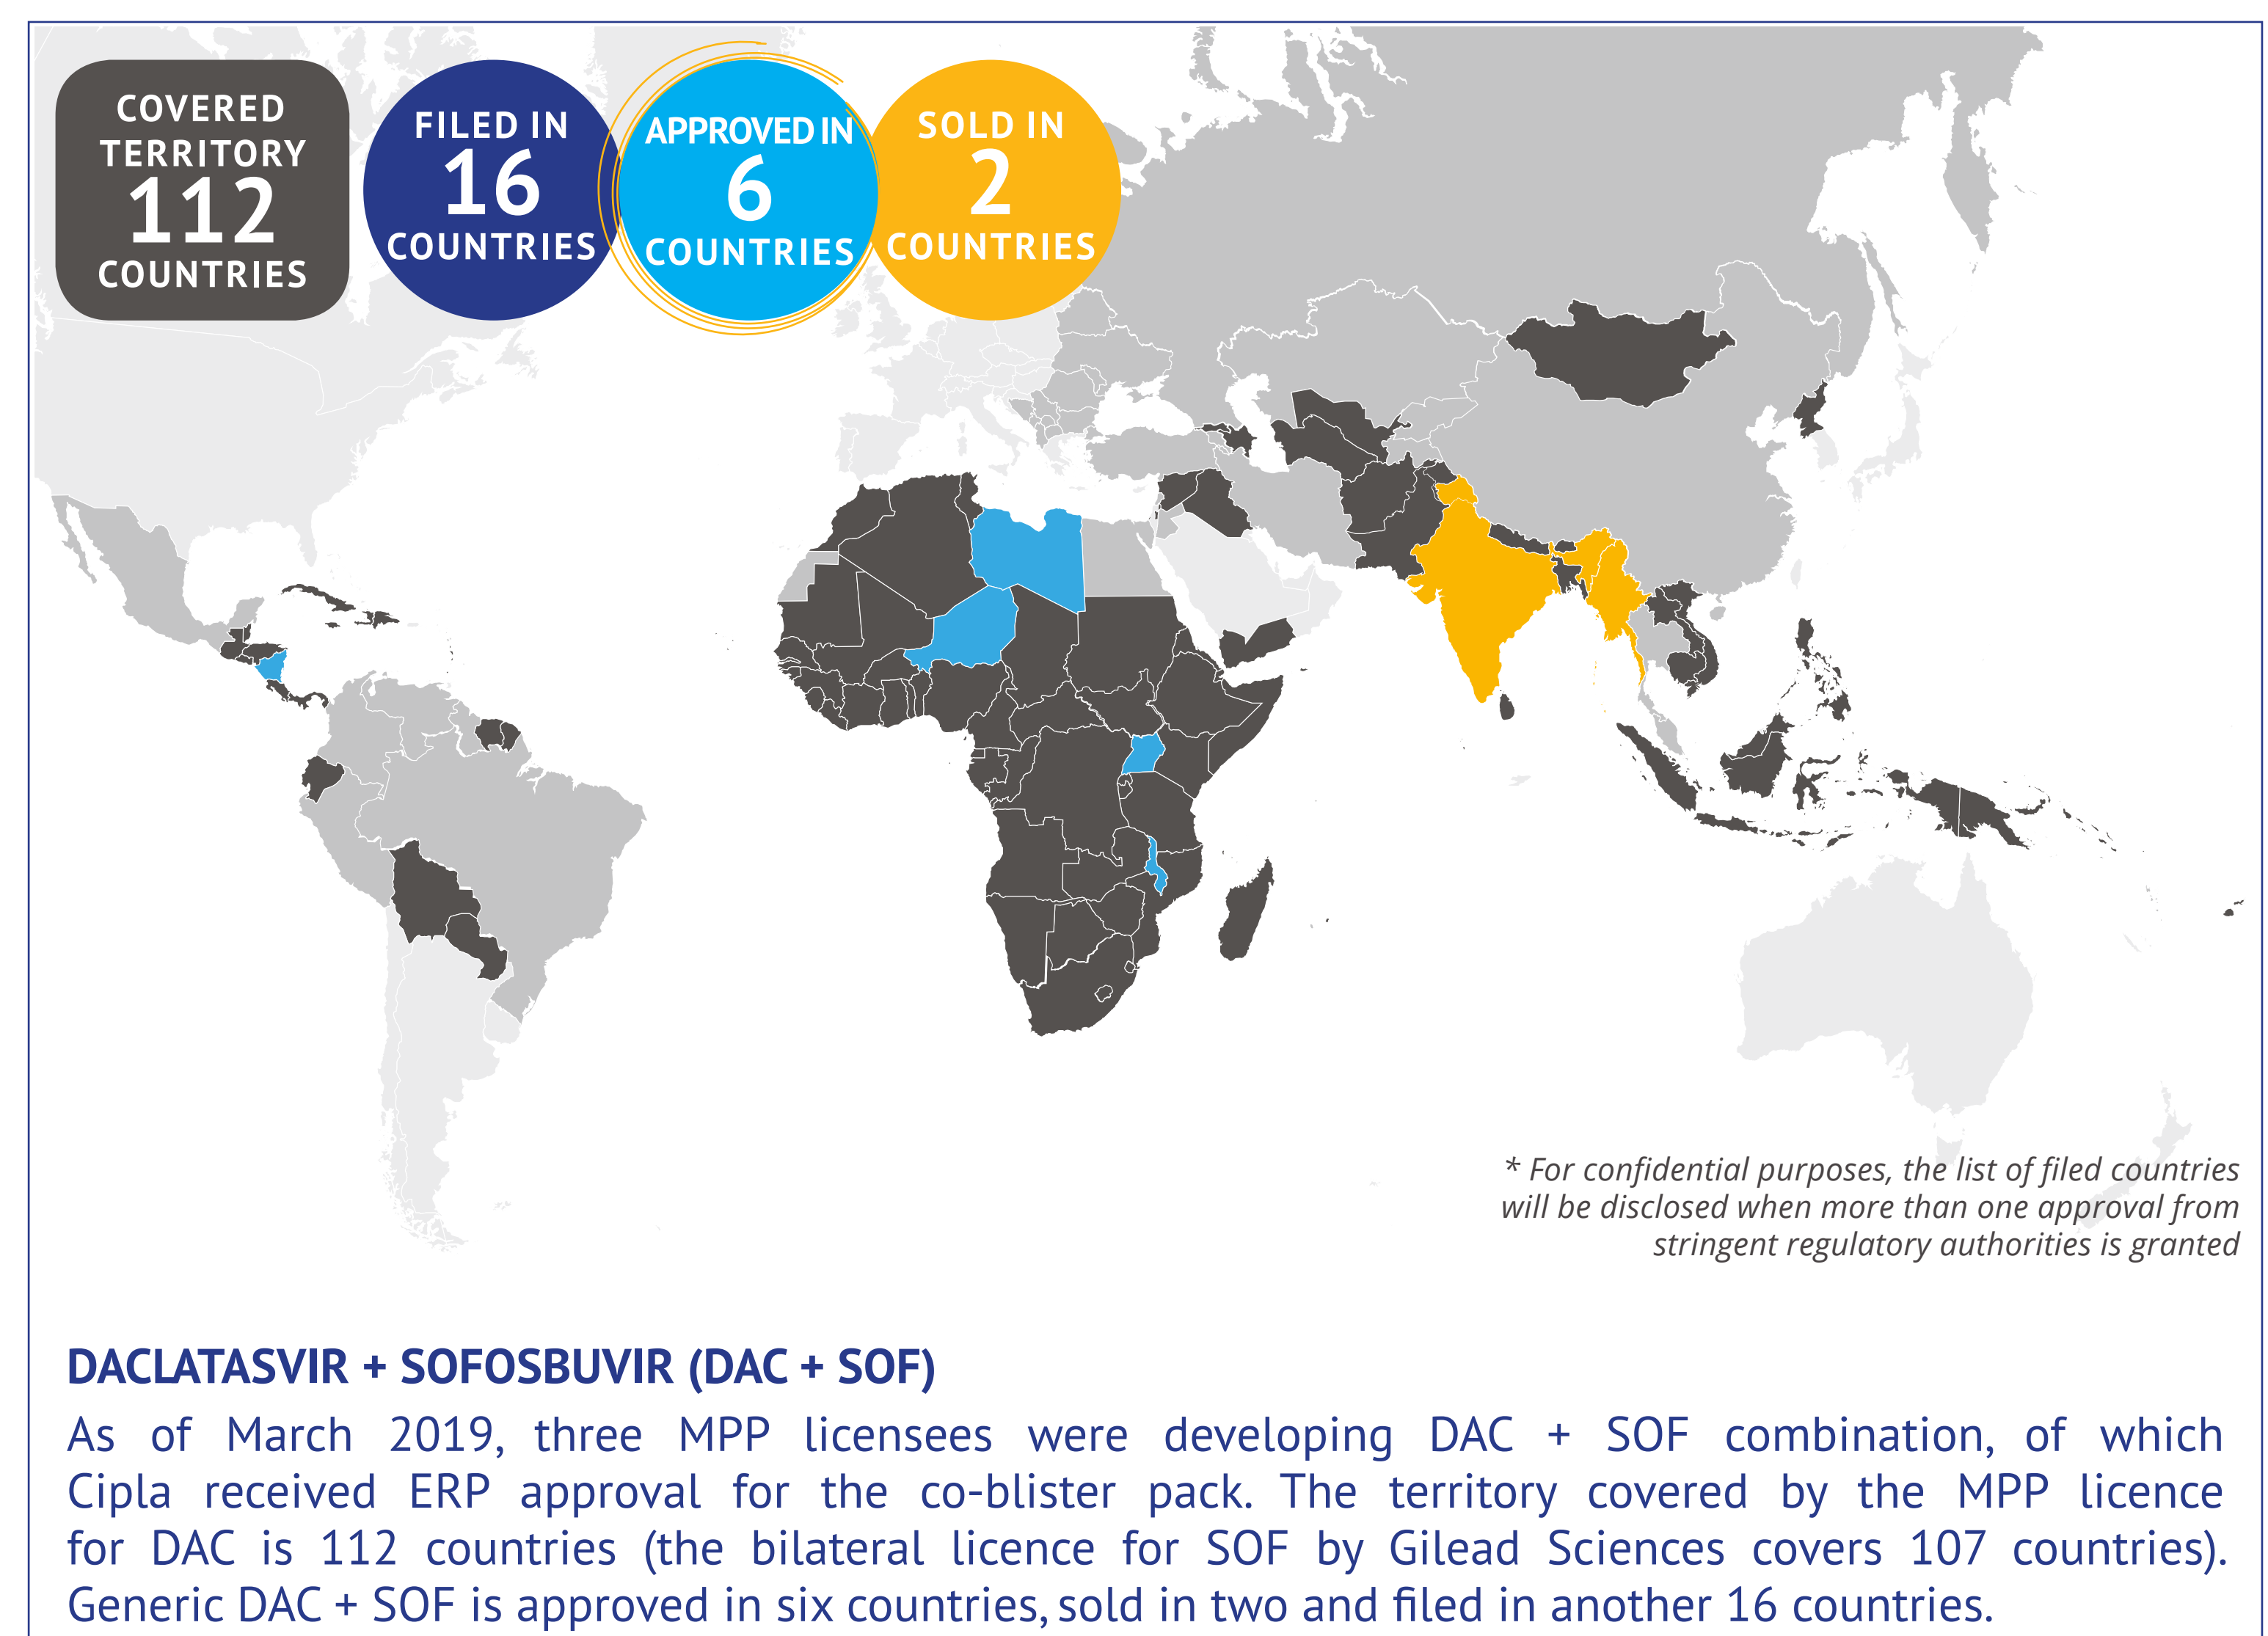 COVERED
TERRITORY
112
COUNTRIES
FILED IN
16
COUNTRIES
APPROVED IN
6
COUNTRIES
SOLD IN
2
COUNTRIES
* For confidential purposes, the list of filed countries
will be disclosed when more than one approval from
stringent regulatory authorities is granted
DACLATASVIR + SOFOSBUVIR (DAC + SOF)
As of March 2019, three MPP licensees were developing DAC + SOF combination, of which
Cipla received ERP approval for the co-blister pack. The territory covered by the MPP licence
for DAC is 112 countries (the bilateral licence for SOF by Gilead Sciences covers 107 countries).
Generic DAC + SOF is approved in six countries, sold in two and filed in another 16 countries.